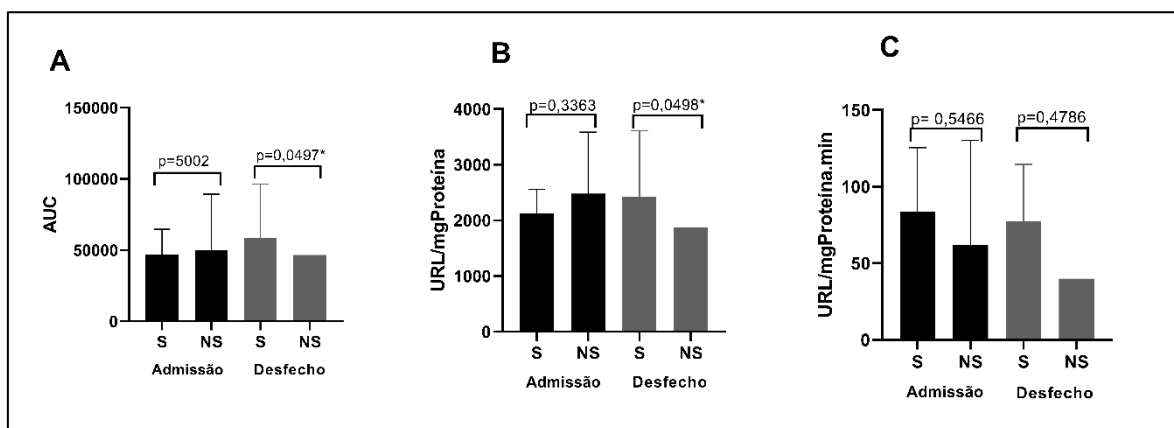 A
p=5002
p=0,0497*
150000
100000
50000
0
AUC
S
NS
S
NS
Admissão
Desfecho
B
p=0,3363
p=0,0498*
4000
3000
2000
1000
0
URL/mgProteína
S
NS
S
NS
Admissão
Desfecho
C
p= 0,5466
p=0,4786
150
100
50
0
URL/mgProteína.min
S
NS
S
NS
Admissão
Desfecho